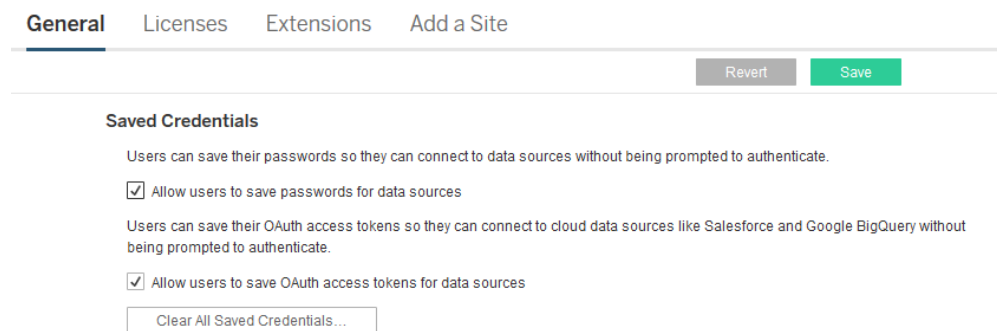 General Licenses Extensions Add a Site
Revert Save
Saved Credentials
Users can save their passwords so they can connect to data sources without being prompted to authenticate.
Allow users to save passwords for data sources
Users can save their OAuth access tokens so they can connect to cloud data sources like Salesforce and Google BigQuery without
being prompted to authenticate.
Allow users to save OAuth access tokens for data sources
Clear All Saved Credentials...